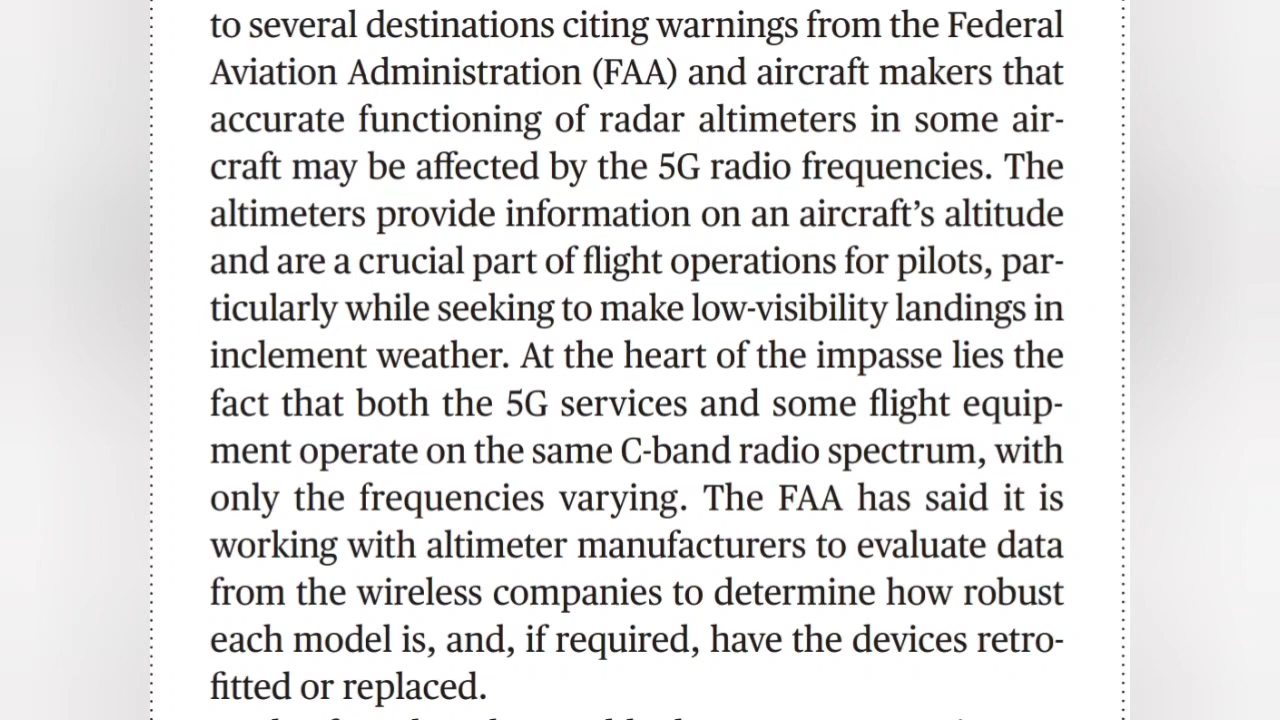 to several destinations citing warnings from the Federal
Aviation Administration (FAA) and aircraft makers that
accurate functioning of radar altimeters in some air-
craft may be affected by the 5G radio frequencies. The
altimeters provide information on an aircraft’s altitude
and are a crucial part of flight operations for pilots, par-
ticularly while seeking to make low-visibility landings in
inclement weather. At the heart of the impasse lies the
fact that both the 5G services and some flight equip-
ment operate on the same C-band radio spectrum, with
only the frequencies varying. The FAA has said it is
working with altimeter manufacturers to evaluate data
from the wireless companies to determine how robust
each model is, and, if required, have the devices retro-
fitted or replaced.